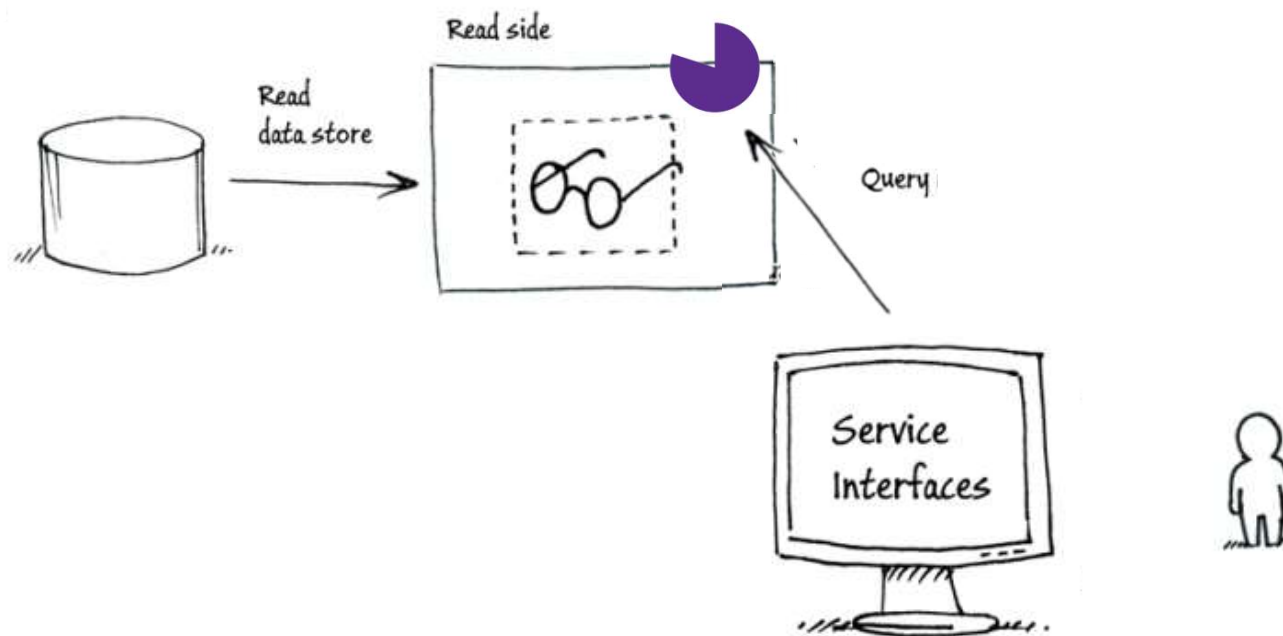 Read side
Read
data store
Query
Service
Interfaces